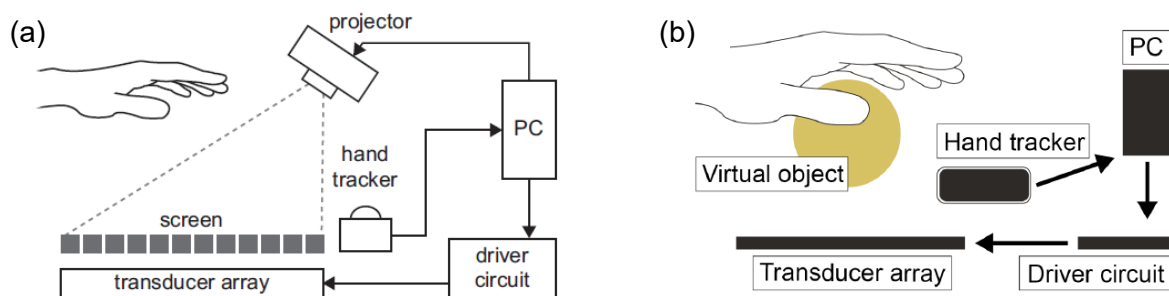 (a)
projector
PC
hand
tracker
screen
transducer array
driver
circuit
(b)
PC
Hand tracker
Virtual object
Transducer array
Driver circuit